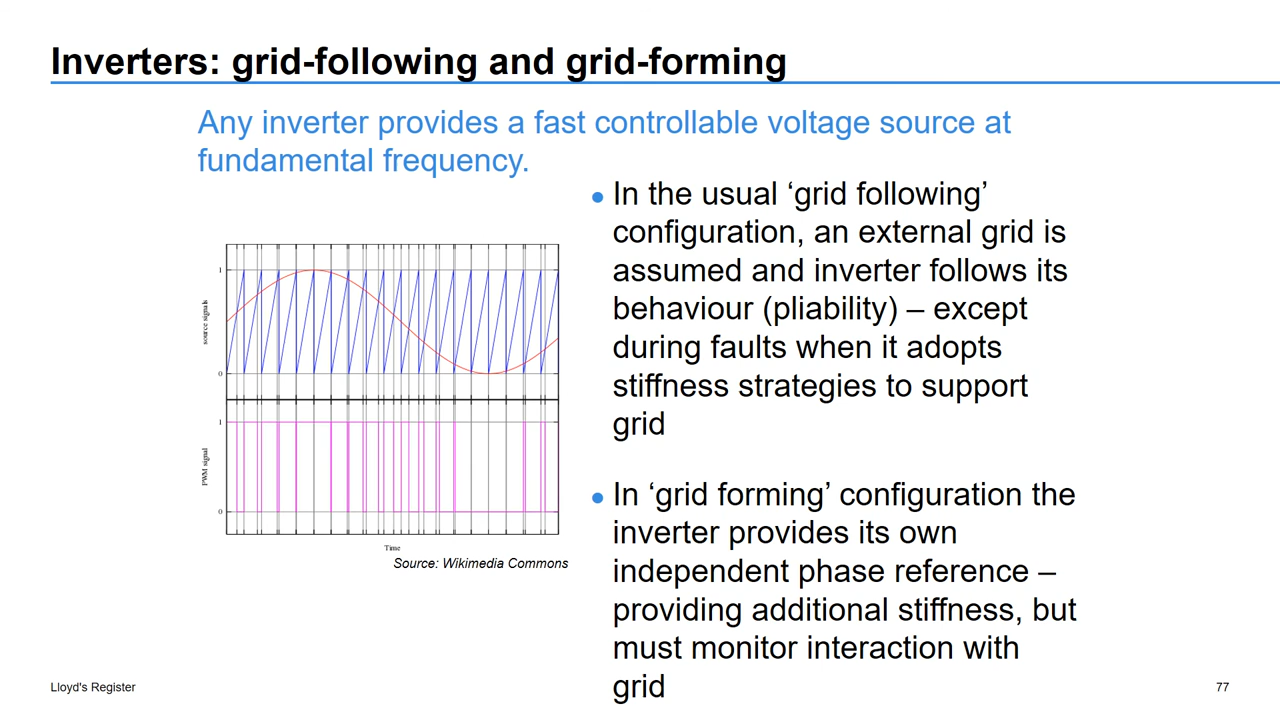 Inverters: grid-following and grid-forming
Any inverter provides a fast controllable voltage source at
fundamental frequency.
● In the usual ‘grid following’
configuration, an external grid is
assumed and inverter follows its
behaviour (pliability) – except
during faults when it adopts
stiffness strategies to support
grid
● In ‘grid forming’ configuration the
inverter provides its own
independent phase reference –
providing additional stiffness, but
must monitor interaction with
grid
1
source signals
0
1
PWM signal
0
Time
Source: Wikimedia Commons
Lloyd's Register
77